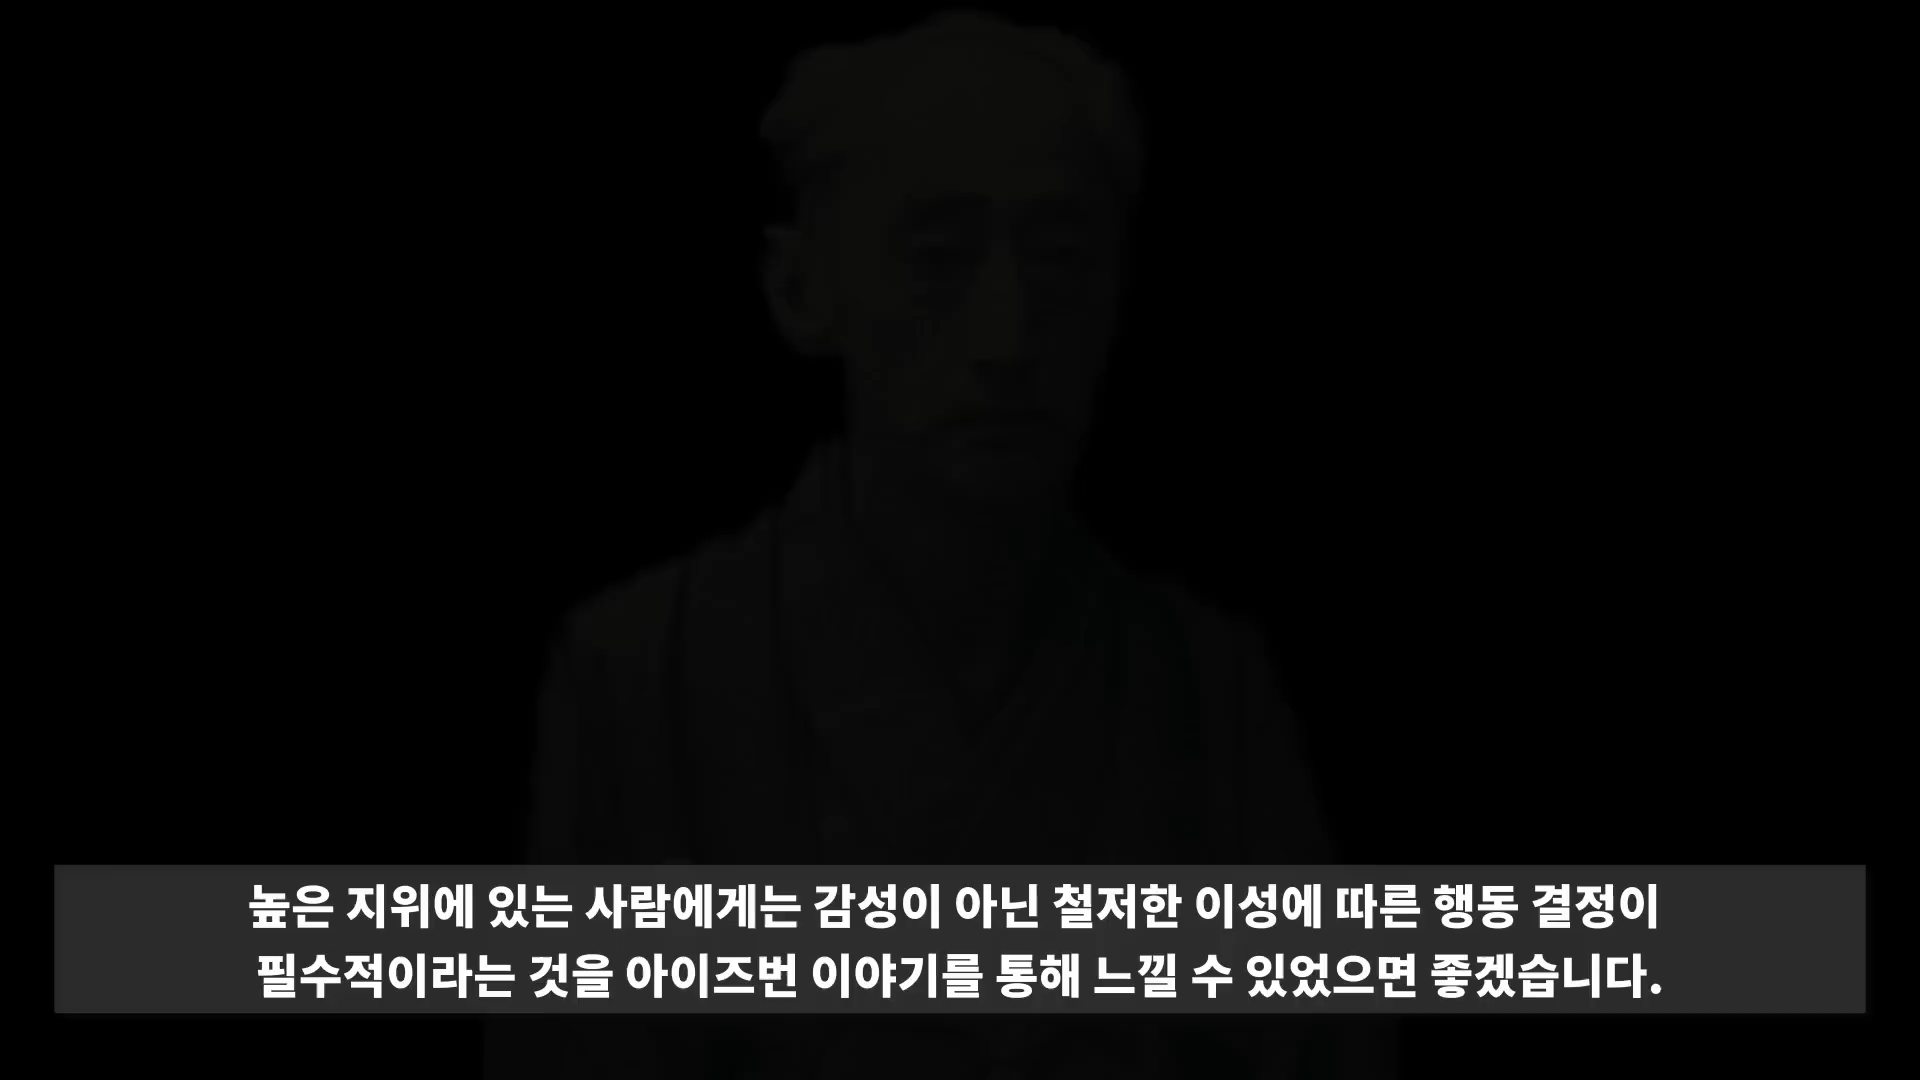 높은 지위에 있는 사람에게는 감성이 아닌 철저한 이성에 따른 행동 결정이
필수적이라는 것을 아이즈번 이야기를 통해 느낄 수 있었으면 좋겠습니다.